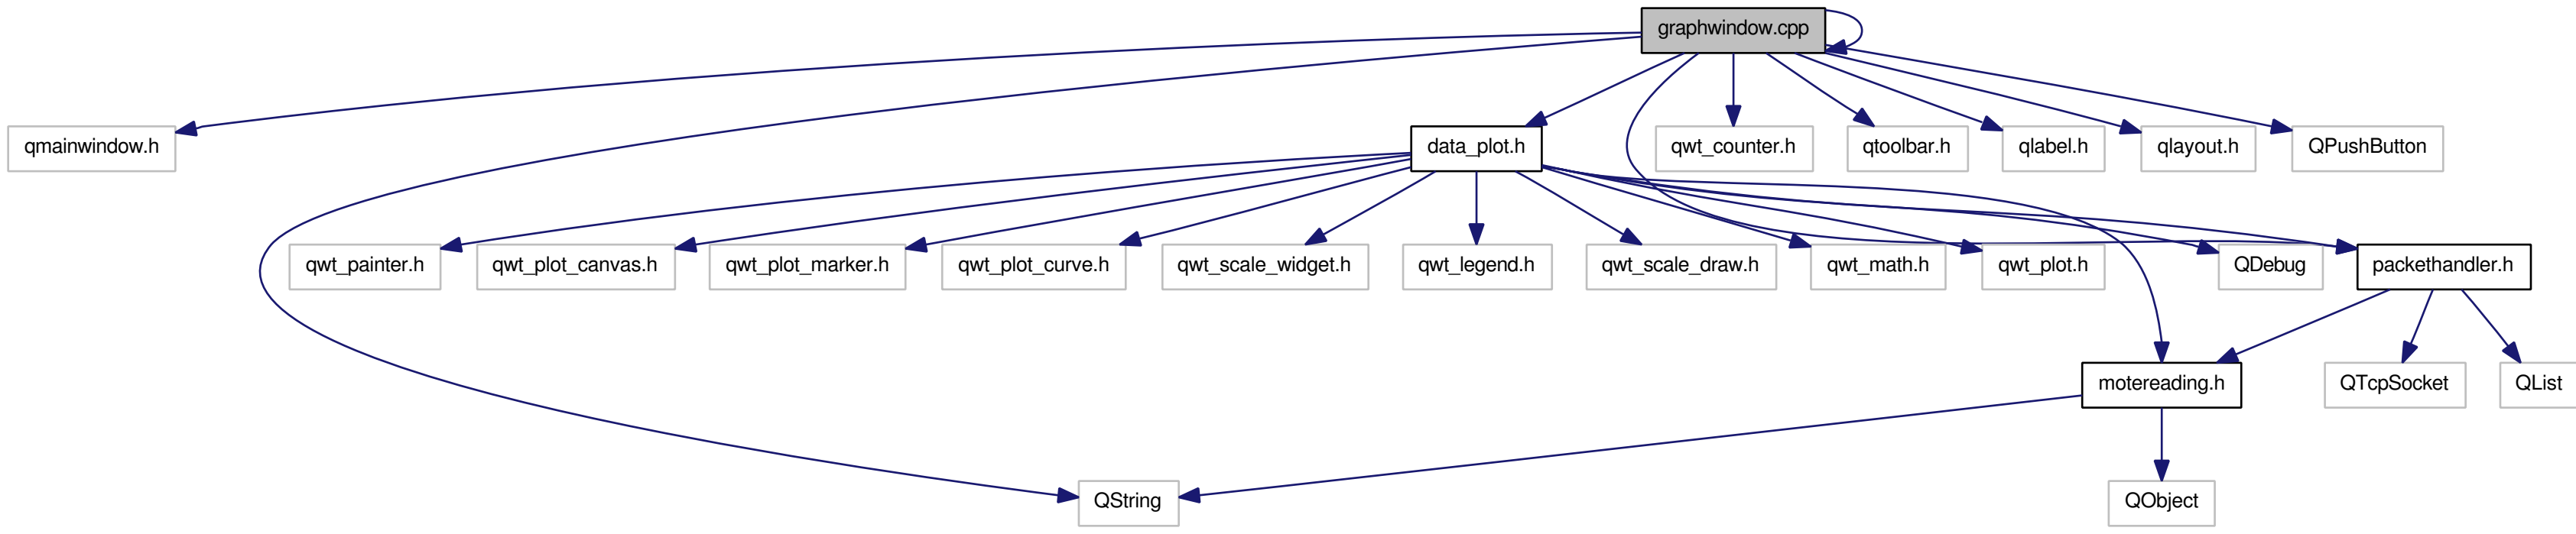 graphwindow.cpp
qmainwindow.h
data_plot.h
qwt_counter.h
qtoolbar.h
qlabel.h
qlayout.h
QPushButton
qwt_painter.h
qwt_plot_canvas.h
qwt_plot_marker.h
qwt_plot_curve.h
qwt_scale_widget.h
qwt_legend.h
qwt_scale_draw.h
qwt_math.h
qwt_plot.h
QDebug
packethandler.h
motereading.h
QTcpSocket
QList
QString
QObject